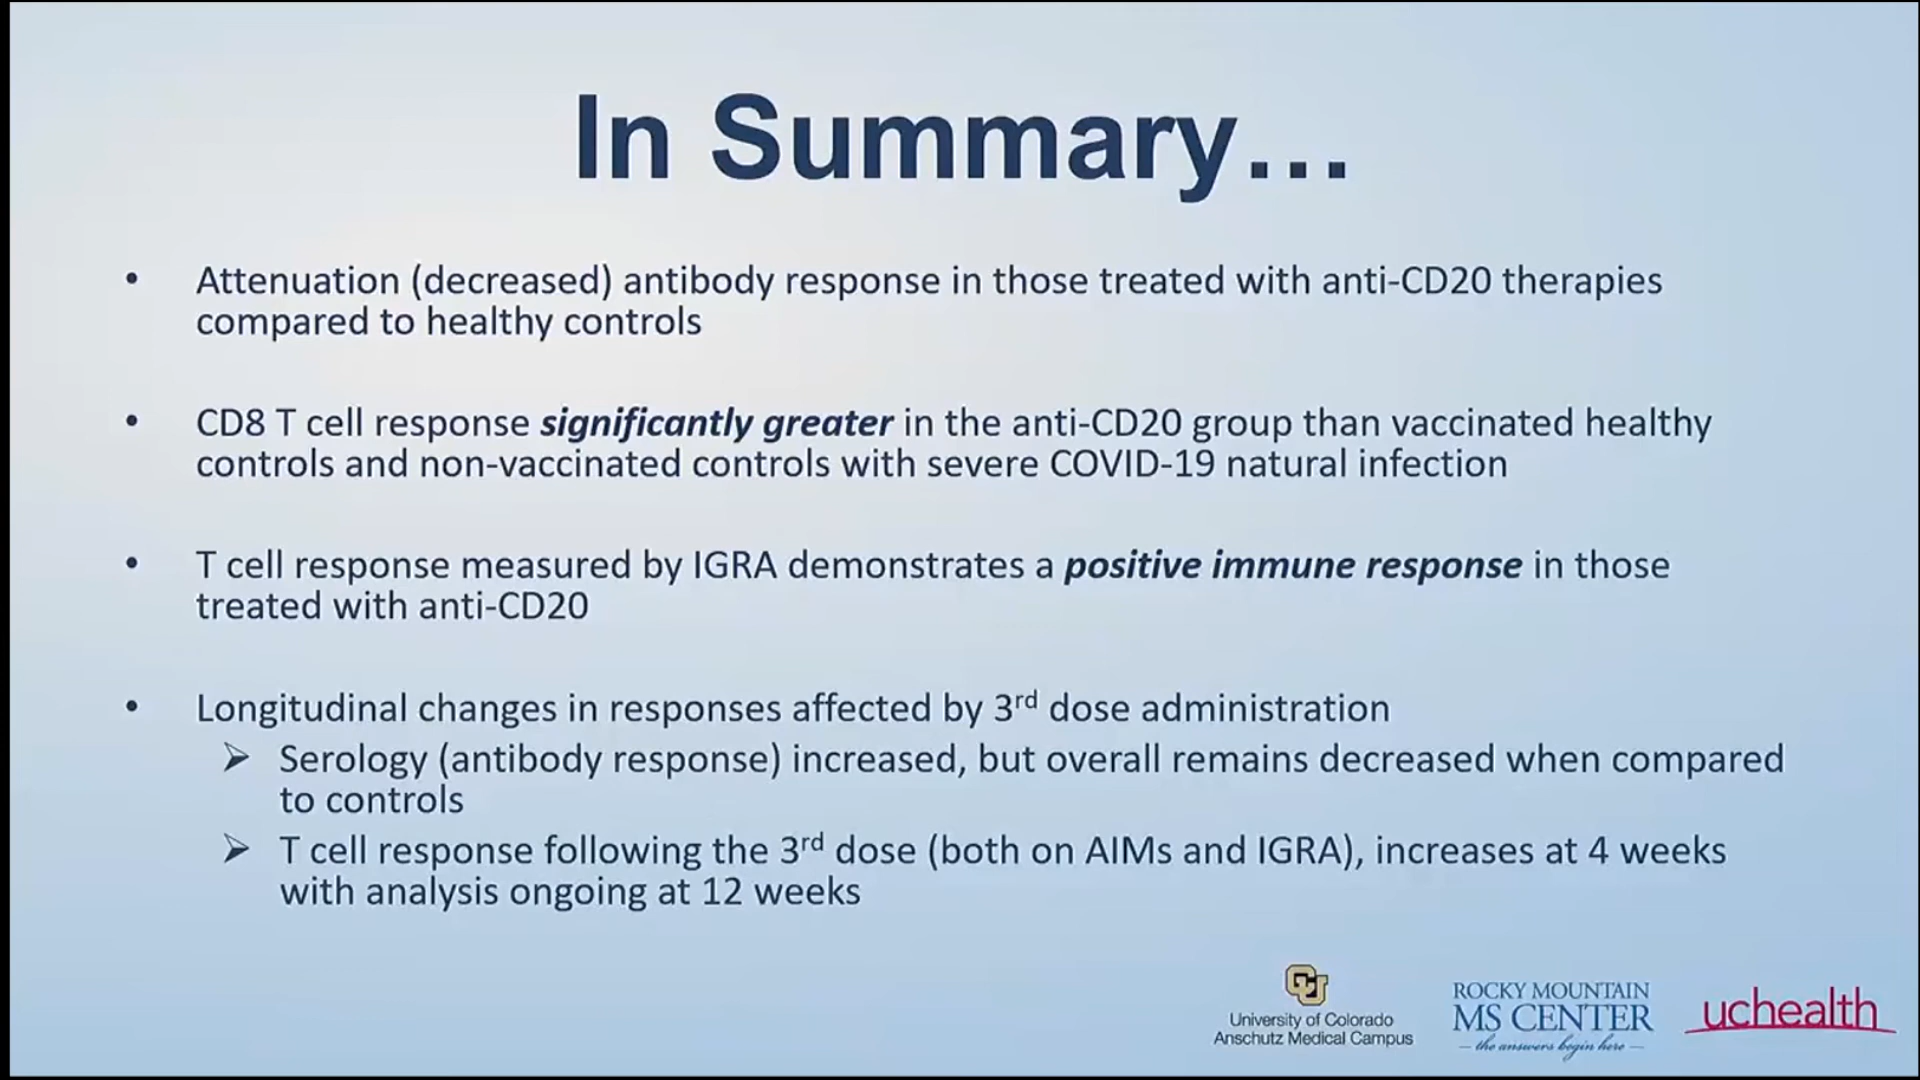 In Summary...
• Attenuation (decreased) antibody response in those treated with anti-CD20 therapies
compared to healthy controls
• CD8 T cell response significantly greater in the anti-CD20 group than vaccinated healthy
controls and non-vaccinated controls with severe COVID-19 natural infection
• T cell response measured by IGRA demonstrates a positive immune response in those
treated with anti-CD20
• Longitudinal changes in responses affected by 3rd dose administration
➢ Serology (antibody response) increased, but overall remains decreased when compared
to controls
➢ T cell response following the 3rd dose (both on AIMs and IGRA), increases at 4 weeks
with analysis ongoing at 12 weeks
CU
University of Colorado
Anschutz Medical Campus
ROCKY MOUNTAIN
MS CENTER
— the answers begin here —
uchealth